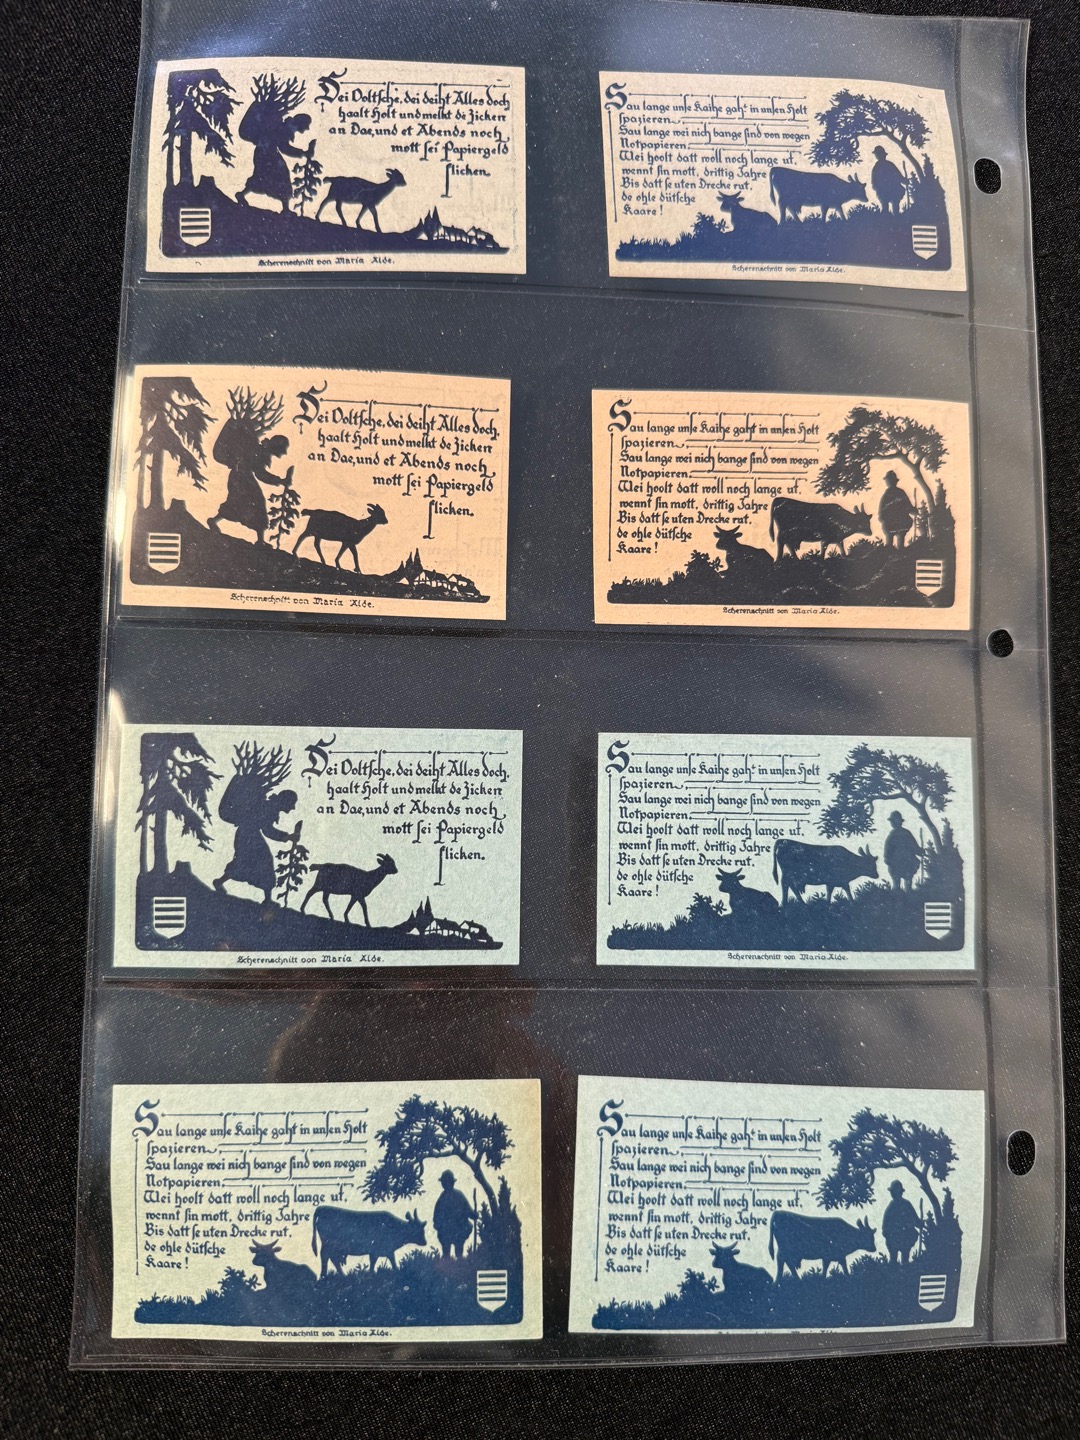 Dei Ooltsche, dei deiht Alles doch,
haalt Holt und melkt de Zicken
an Dae, und et Abends noch
mott sei Papiergeld
flicken.
Scherenschnitt von Maria Alde.
Sau lange unse Kaihe gaht in unsen Holt
spazieren
Sau lange wei nich bange sind von wegen
Notpapieren.
Wei hoolt datt woll noch lange ut,
wennt sin mott, drittig Jahre
Bis datt se uten Drecke rut,
de ohle dütsche
Kaare!
Scherenschnitt von Maria Alde.
Dei Ooltsche, dei deiht Alles doch,
haalt Holt und melkt de Zicken
an Dae, und et Abends noch
mott sei Papiergeld
flicken.
Scherenschnitt von Maria Alde.
Sau lange unse Kaihe gaht in unsen Holt
spazieren
Sau lange wei nich bange sind von wegen
Notpapieren.
Wei hoolt datt woll noch lange ut,
wennt sin mott, drittig Jahre
Bis datt se uten Drecke rut,
de ohle dütsche
Kaare!
Scherenschnitt von Maria Alde.
Dei Ooltsche, dei deiht Alles doch,
haalt Holt und melkt de Zicken
an Dae, und et Abends noch
mott sei Papiergeld
flicken.
Scherenschnitt von Maria Alde.
Sau lange unse Kaihe gaht in unsen Holt
spazieren
Sau lange wei nich bange sind von wegen
Notpapieren.
Wei hoolt datt woll noch lange ut,
wennt sin mott, drittig Jahre
Bis datt se uten Drecke rut,
de ohle dütsche
Kaare!
Scherenschnitt von Maria Alde.
Sau lange unse Kaihe gaht in unsen Holt
spazieren
Sau lange wei nich bange sind von wegen
Notpapieren.
Wei hoolt datt woll noch lange ut,
wennt sin mott, drittig Jahre
Bis datt se uten Drecke rut,
de ohle dütsche
Kaare!
Scherenschnitt von Maria Alde.
Sau lange unse Kaihe gaht in unsen Holt
spazieren
Sau lange wei nich bange sind von wegen
Notpapieren.
Wei hoolt datt woll noch lange ut,
wennt sin mott, drittig Jahre
Bis datt se uten Drecke rut,
de ohle dütsche
Kaare!